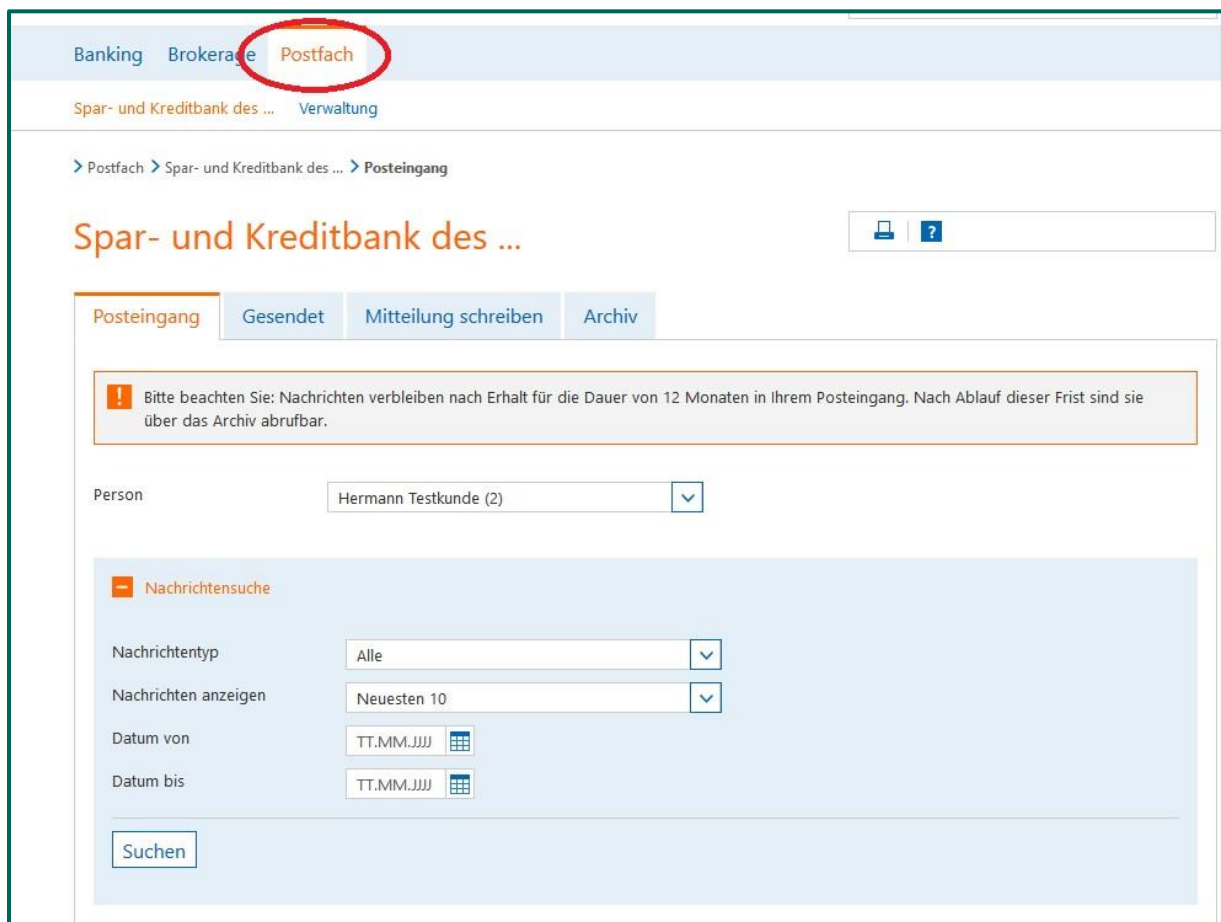 Banking Brokerage Postfach
Spar- und Kreditbank des ... Verwaltung
Postfach Spar- und Kreditbank des ... Posteingang
Spar- und Kreditbank des ...
?
Posteingang Gesendet Mitteilung schreiben Archiv
! Bitte beachten Sie: Nachrichten verbleiben nach Erhalt für die Dauer von 12 Monaten in Ihrem Posteingang. Nach Ablauf dieser Frist sind sie
über das Archiv abrufbar.
Person Hermann Testkunde (2)
Nachrichtensuche
Nachrichtentyp Alle
Nachrichten anzeigen Neuesten 10
Datum von TT.MM.JJJJ
Datum bis TT.MM.JJJJ
Suchen